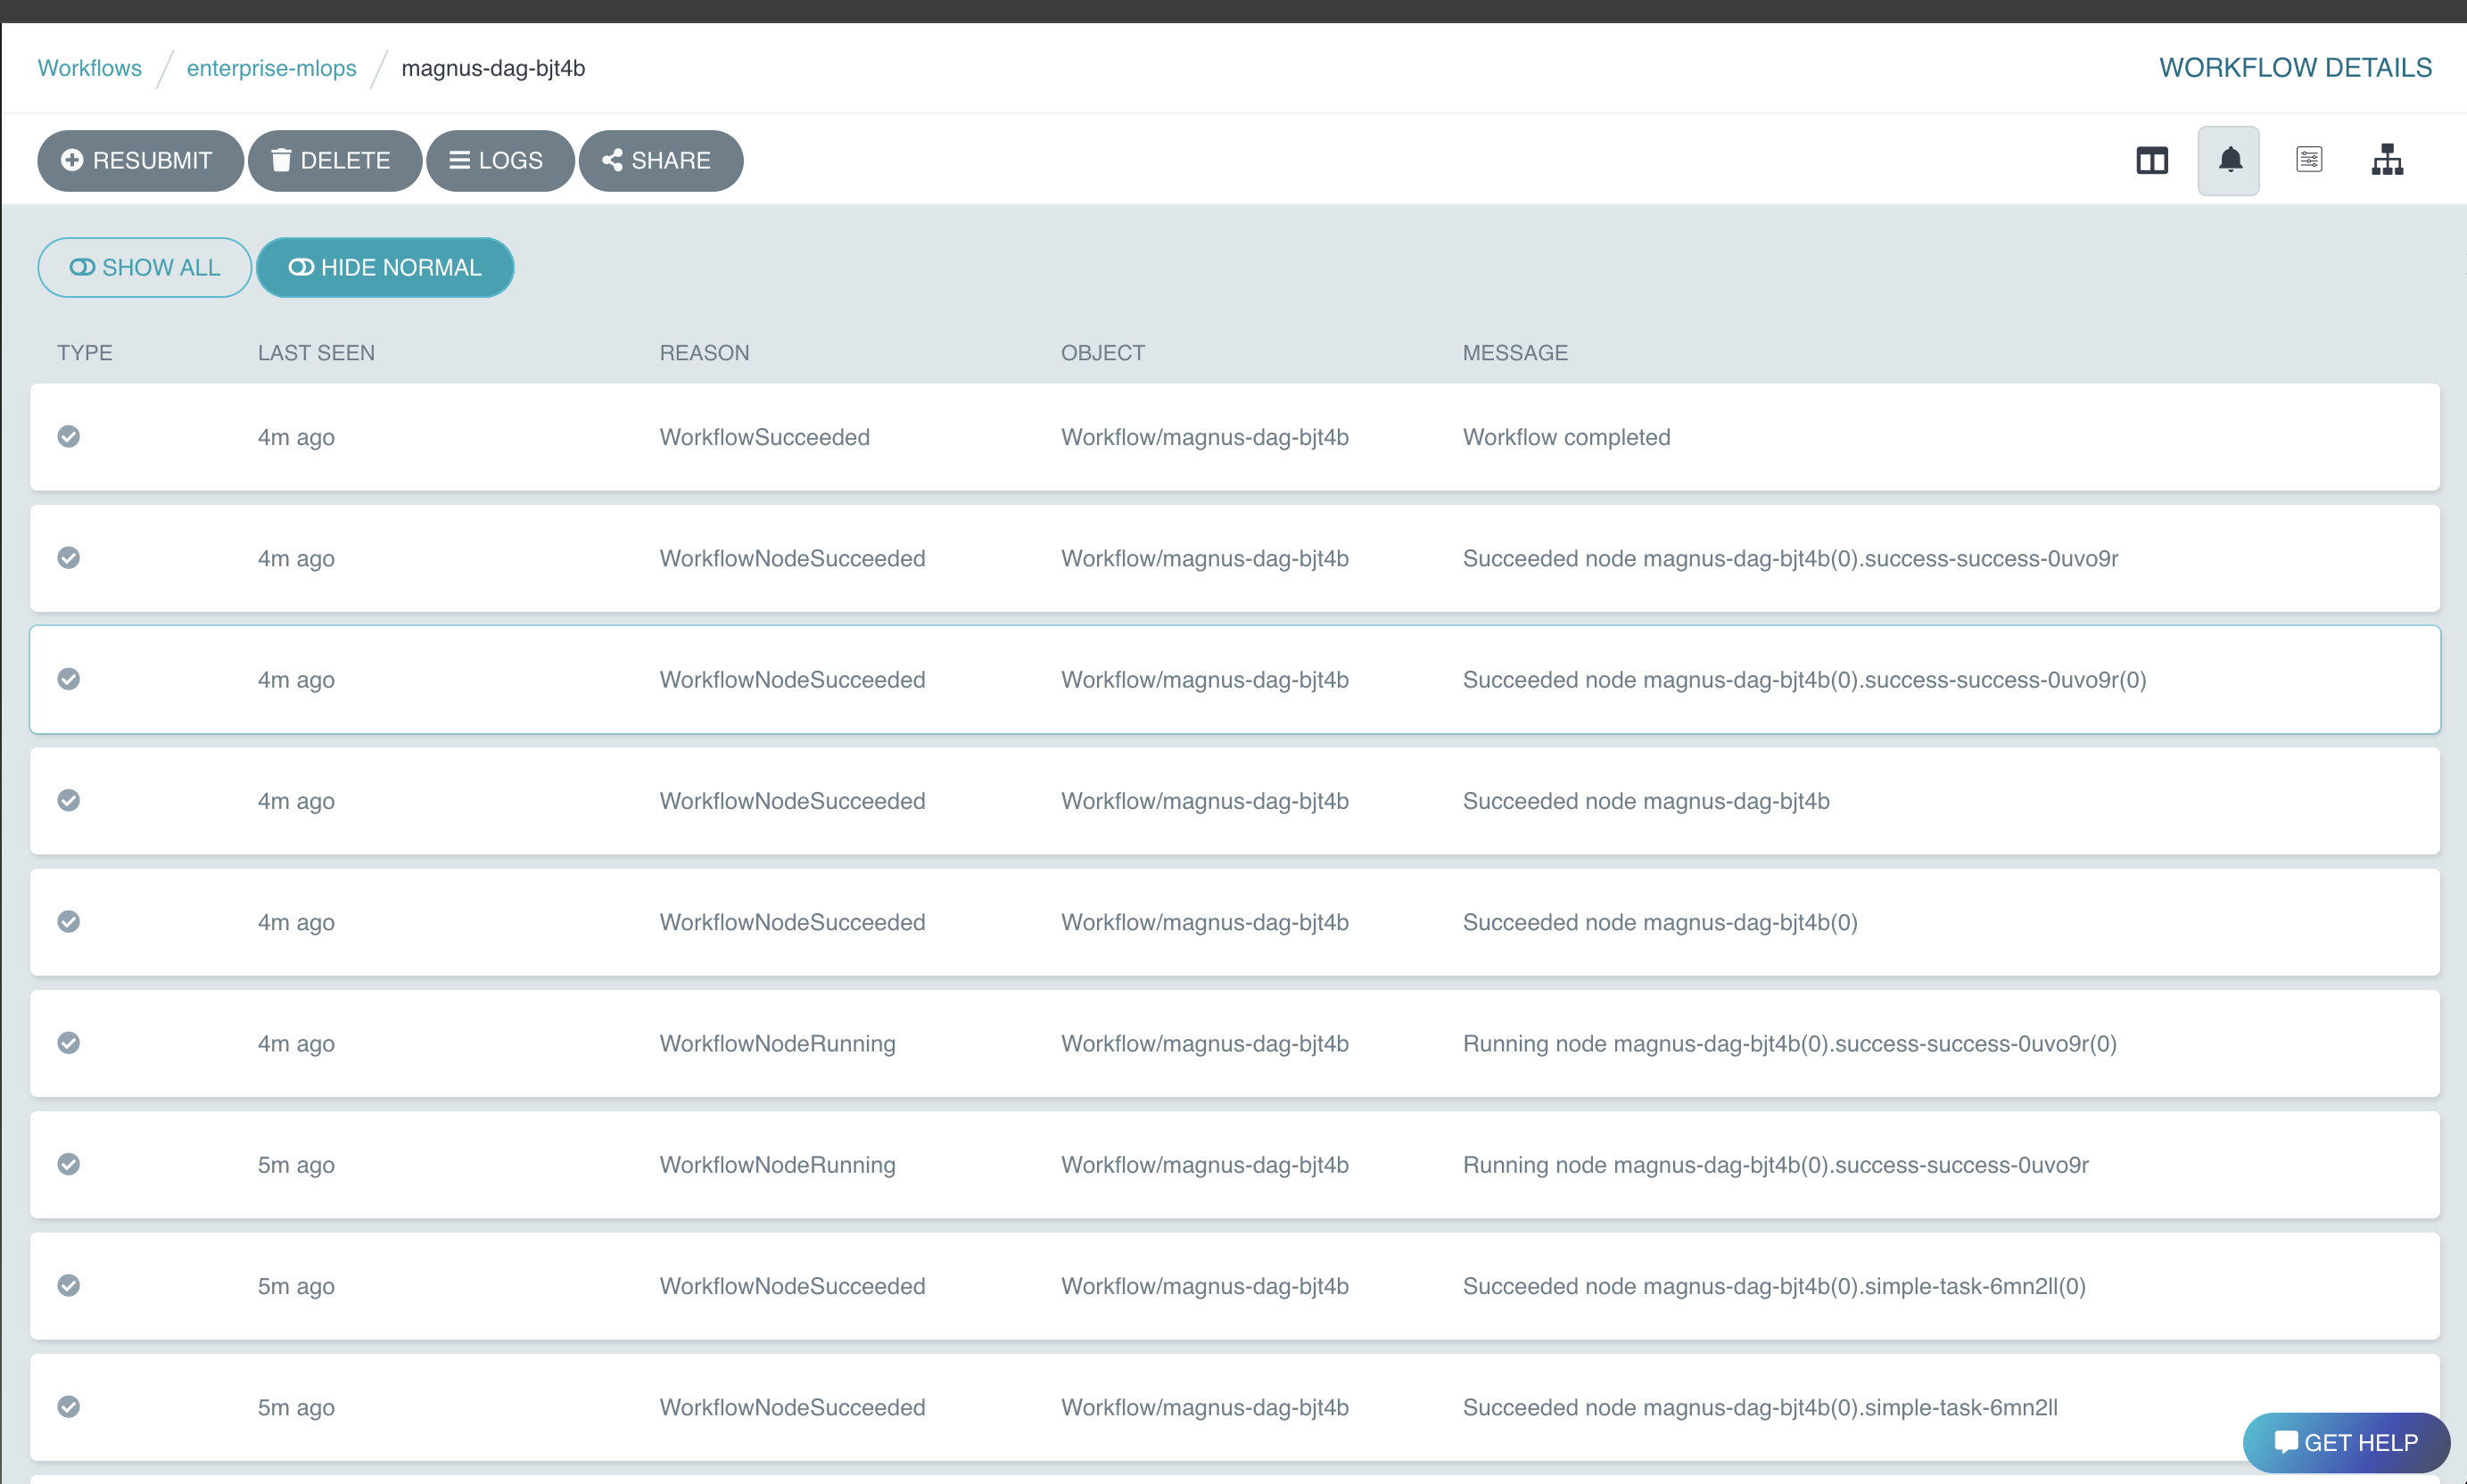 Workflows / enterprise-mlops / magnus-dag-bjt4b WORKFLOW DETAILS
RESUBMIT DELETE LOGS SHARE
SHOW ALL HIDE NORMAL
TYPE LAST SEEN REASON OBJECT MESSAGE
4m ago WorkflowSucceeded Workflow/magnus-dag-bjt4b Workflow completed
4m ago WorkflowNodeSucceeded Workflow/magnus-dag-bjt4b Succeeded node magnus-dag-bjt4b(0).success-success-0uvo9r
4m ago WorkflowNodeSucceeded Workflow/magnus-dag-bjt4b Succeeded node magnus-dag-bjt4b(0).success-success-0uvo9r(0)
4m ago WorkflowNodeSucceeded Workflow/magnus-dag-bjt4b Succeeded node magnus-dag-bjt4b
4m ago WorkflowNodeSucceeded Workflow/magnus-dag-bjt4b Succeeded node magnus-dag-bjt4b(0)
4m ago WorkflowNodeRunning Workflow/magnus-dag-bjt4b Running node magnus-dag-bjt4b(0).success-success-0uvo9r(0)
5m ago WorkflowNodeRunning Workflow/magnus-dag-bjt4b Running node magnus-dag-bjt4b(0).success-success-0uvo9r
5m ago WorkflowNodeSucceeded Workflow/magnus-dag-bjt4b Succeeded node magnus-dag-bjt4b(0).simple-task-6mn2ll(0)
5m ago WorkflowNodeSucceeded Workflow/magnus-dag-bjt4b Succeeded node magnus-dag-bjt4b(0).simple-task-6mn2ll
GET HELP